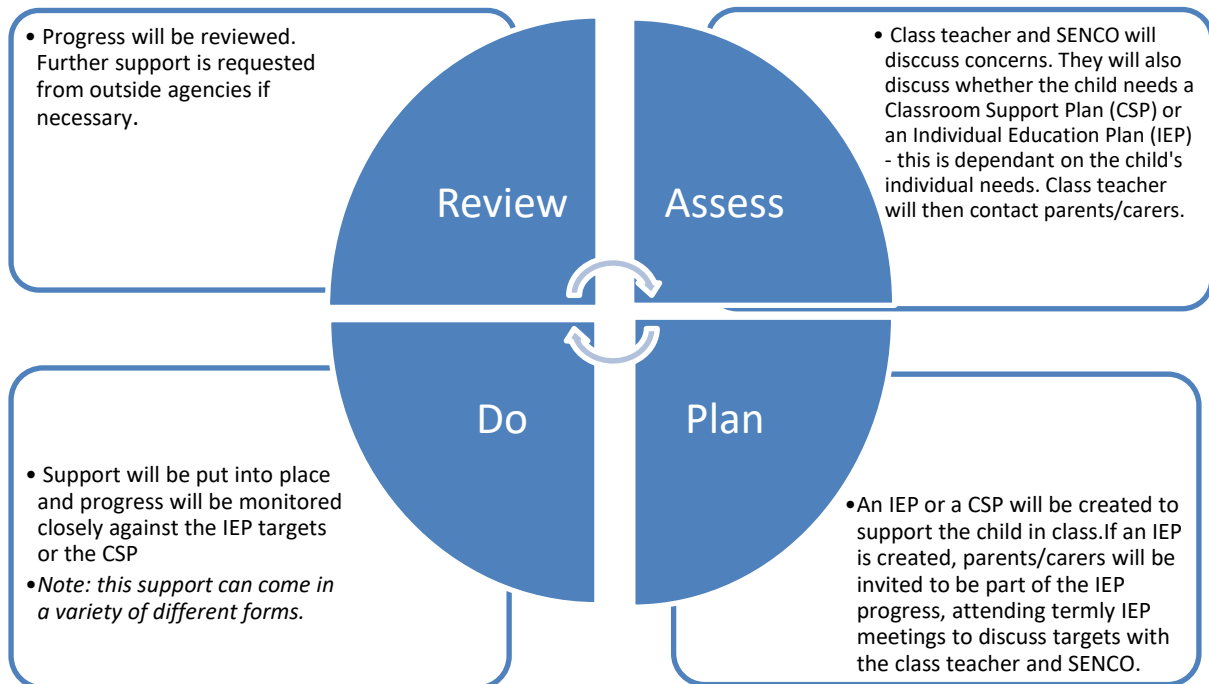 • Progress will be reviewed.
Further support is requested
from outside agencies if
necessary.
Review
Assess
• Class teacher and SENCO will
disccuss concerns. They will also
discuss whether the child needs a
Classroom Support Plan (CSP) or
an Individual Education Plan (IEP)
- this is dependant on the child's
individual needs. Class teacher
will then contact parents/carers.
Do
Plan
• Support will be put into place
and progress will be monitored
closely against the IEP targets
or the CSP
•Note: this support can come in
a variety of different forms.
•An IEP or a CSP will be created to
support the child in class.If an IEP
is created, parents/carers will be
invited to be part of the IEP
progress, attending termly IEP
meetings to discuss targets with
the class teacher and SENCO.